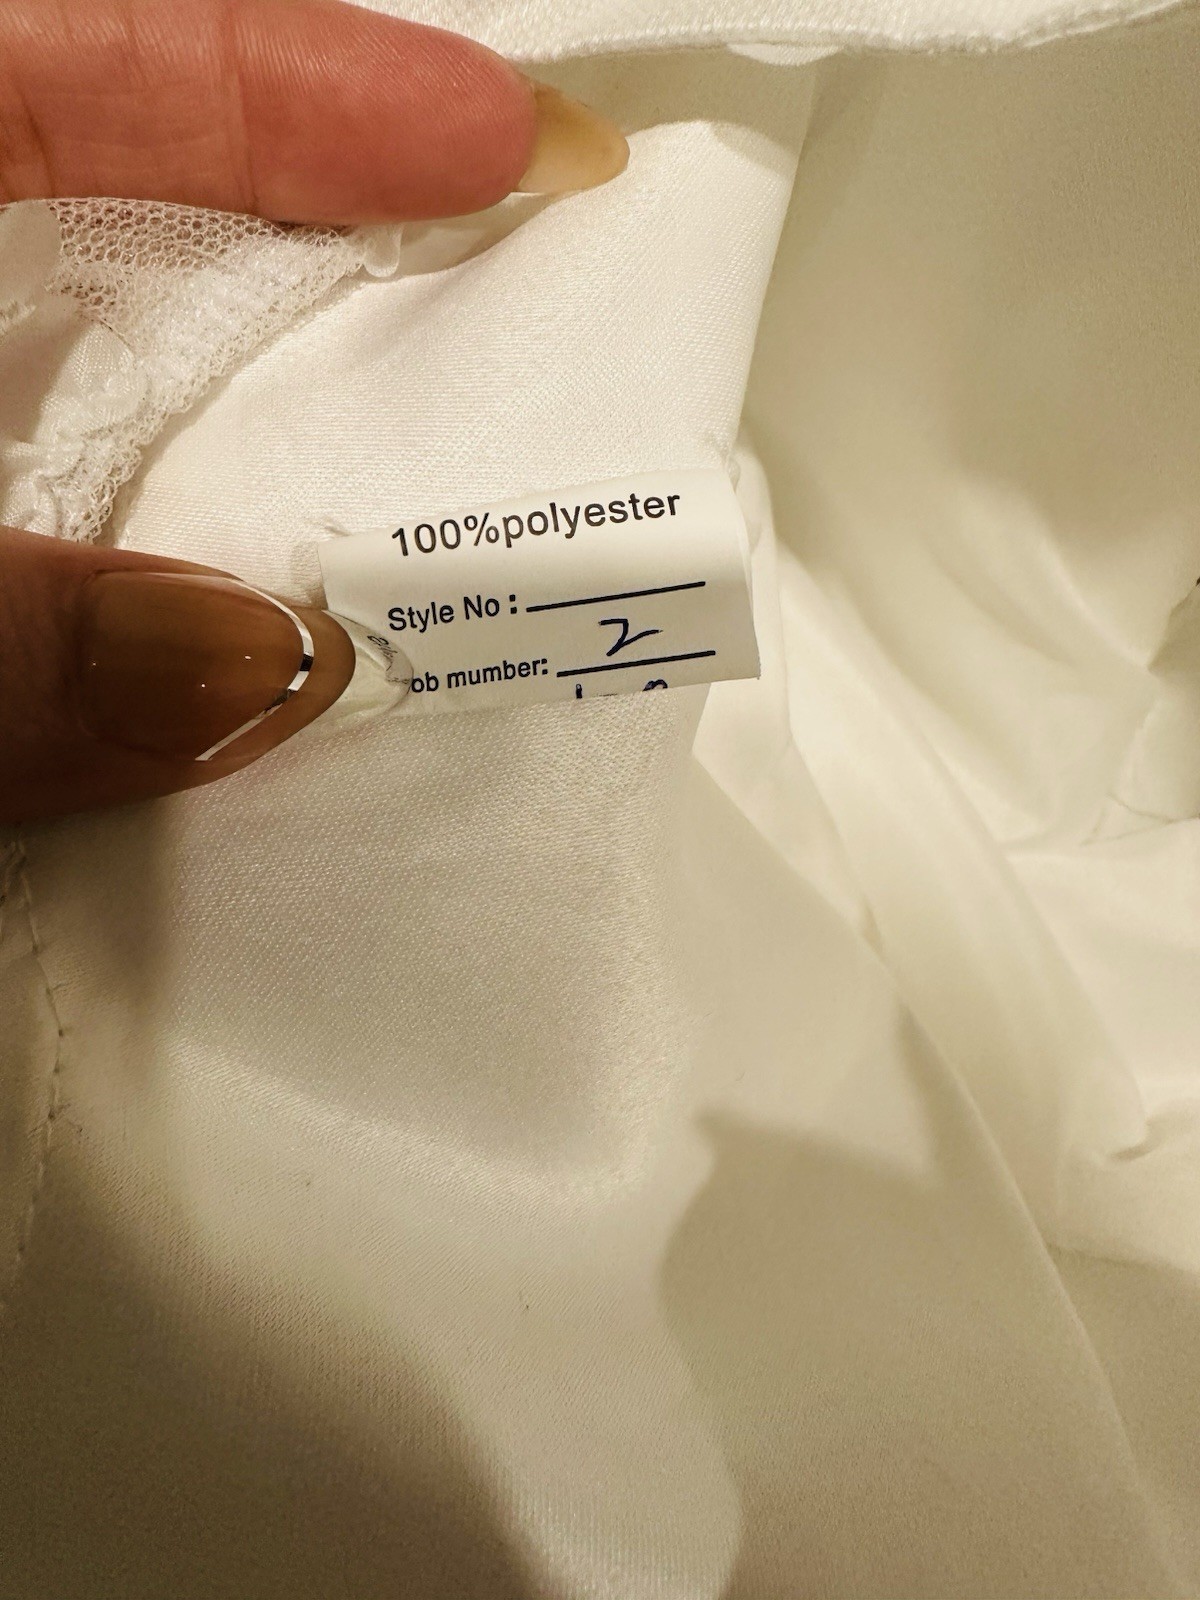 100%polyester
Style No :
2
ob mumber: